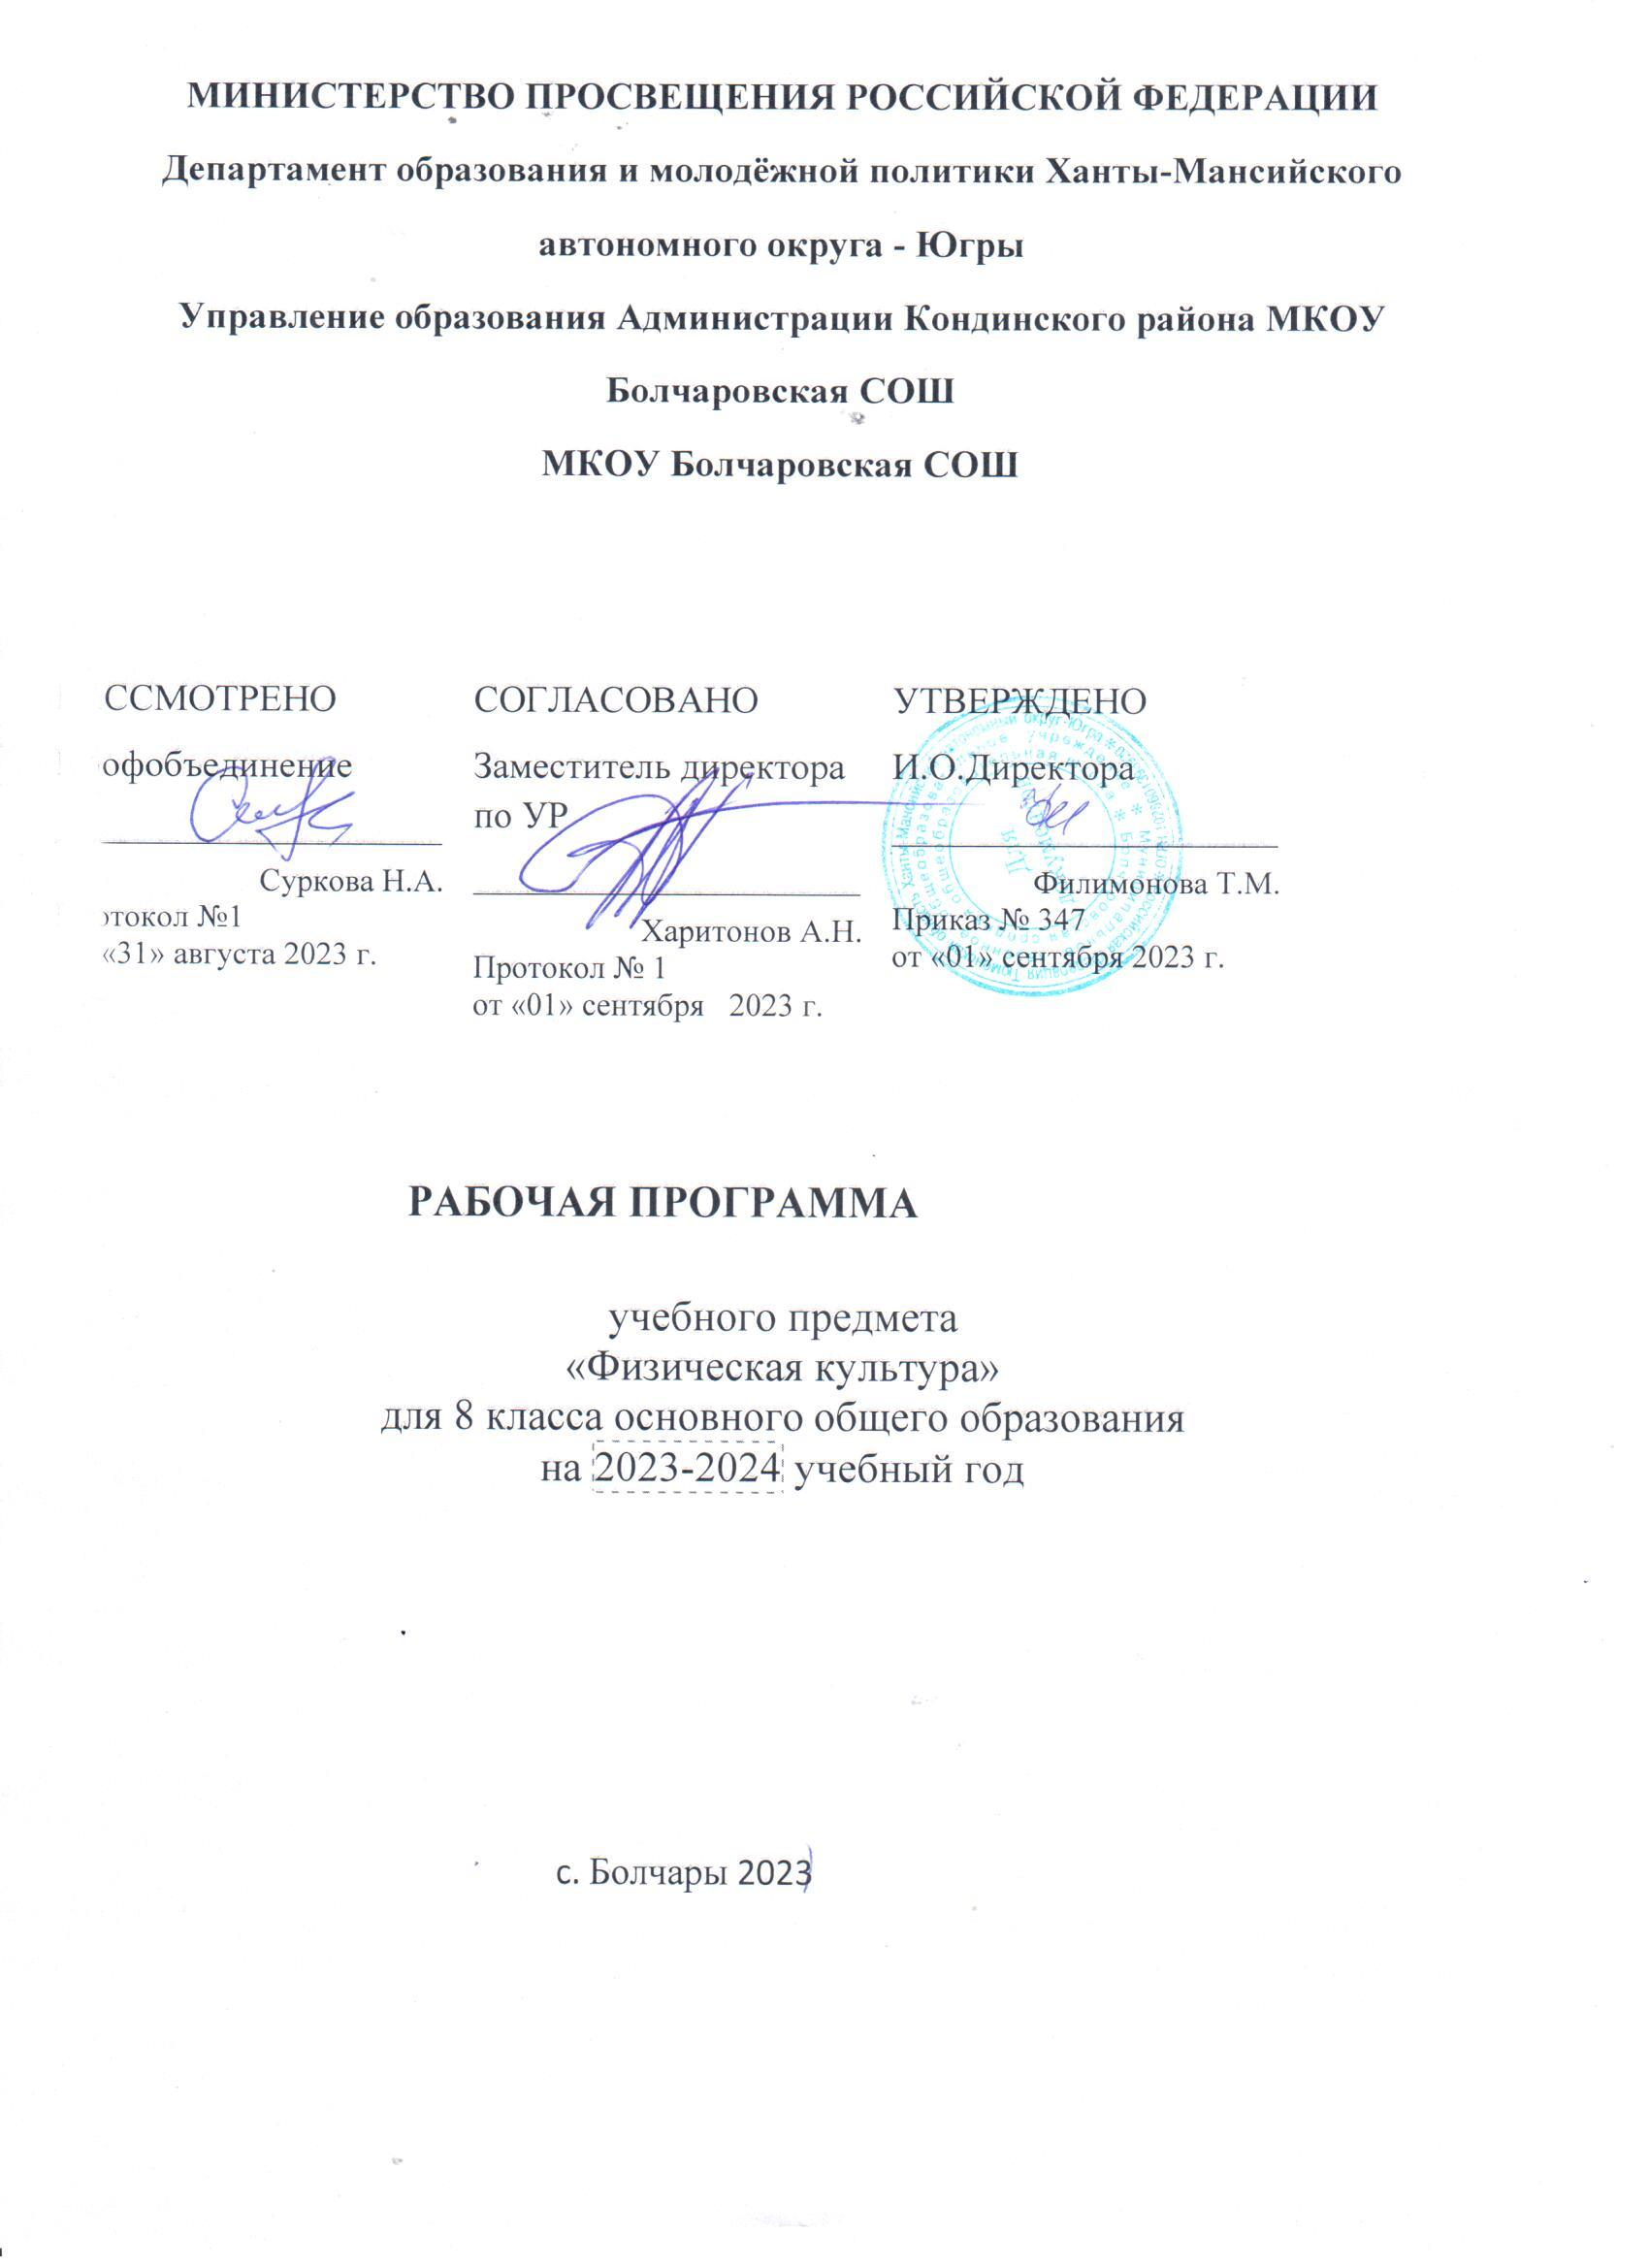 МИНИСТЕРСТВО ПРОСВЕЩЕНИЯ РОССИЙСКОЙ ФЕДЕРАЦИИ
Департамент образования и молодёжной политики Ханты-Мансийского
автономного округа - Югры
Управление образования Администрации Кондинского района МКОУ
Болчаровская СОШ
МКОУ Болчаровская СОШ
ССМОТРЕНО
офобъединение
Суркова Н.А.
отокол №1
«31» августа 2023 г.
СОГЛАСОВАНО
Заместитель директора
по УР
Харитонов А.Н.
Протокол № 1
от «01» сентября 2023 г.
УТВЕРЖДЕНО
И.О.Директора
Филимонова Т.М.
Приказ № 347
от «01» сентября 2023 г.
Для
документов
РАБОЧАЯ ПРОГРАММА
учебного предмета
«Физическая культура»
для 8 класса основного общего образования
на 2023-2024 учебный год
с. Болчары 2023